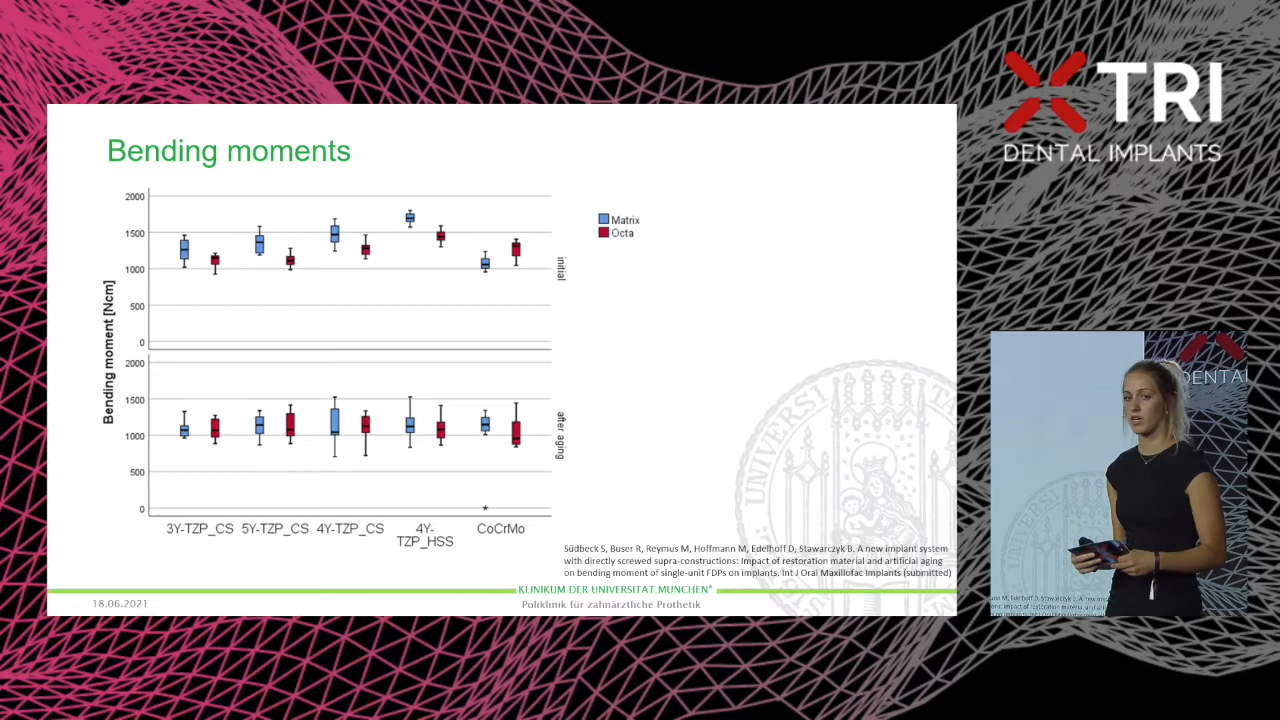 TRI
DENTAL IMPLANTS
Bending moments
2000
1500
1000
500
0
initial
Matrix
Octa
Bending moment [Ncm]
2000
1500
1000
500
0
after aging
*
3Y-TZP_CS 5Y-TZP_CS 4Y-TZP_CS 4Y- CoCrMo
TZP_HSS
Südbeck S, Buser R, Reymus M, Hoffmann M, Edelhoff D, Stawarczyk B. A new implant system
with directly screwed supra-constructions: Impact of restoration material and artificial aging
on bending moment of single-unit FDPs on implants. Int J Oral Maxillofac Implants (submitted)
KLINIKUM DER UNIVERSITÄT MÜNCHEN®
18.06.2021
Poliklinik für zahnärztliche Prothetik
DENTAL